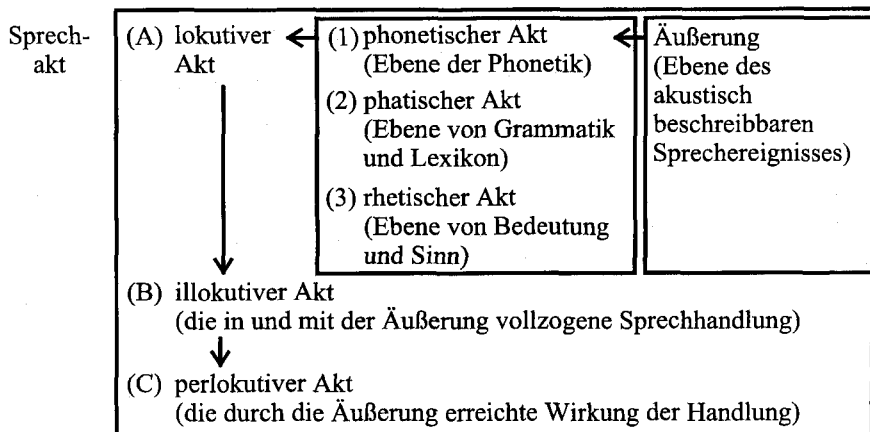 Sprech-
akt
(A) lokutiver
Akt
(1) phonetischer Akt
(Ebene der Phonetik)
(2) phatischer Akt
(Ebene von Grammatik
und Lexikon)
(3) rhetischer Akt
(Ebene von Bedeutung
und Sinn)
Äußerung
(Ebene des
akustisch
beschreibbaren
Sprechereignisses)
(B) illokutiver Akt
(die in und mit der Äußerung vollzogene Sprechhandlung)
(C) perlokutiver Akt
(die durch die Äußerung erreichte Wirkung der Handlung)